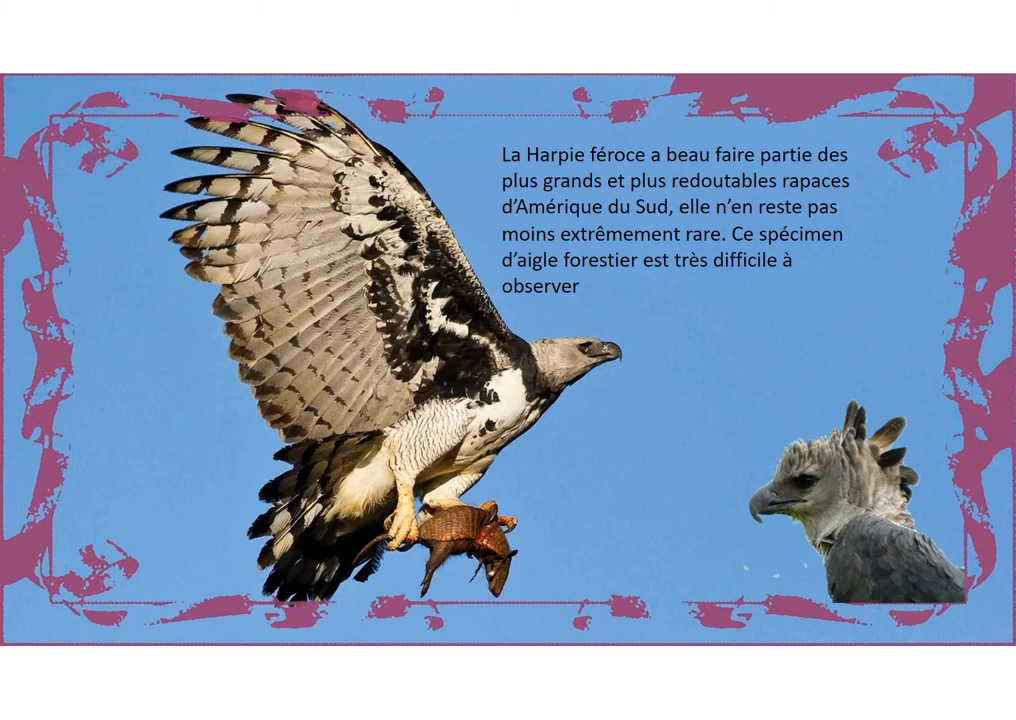 La Harpie féroce a beau faire partie des
plus grands et plus redoutables rapaces
d’Amérique du Sud, elle n’en reste pas
moins extrêmement rare. Ce spécimen
d’aigle forestier est très difficile à
observer